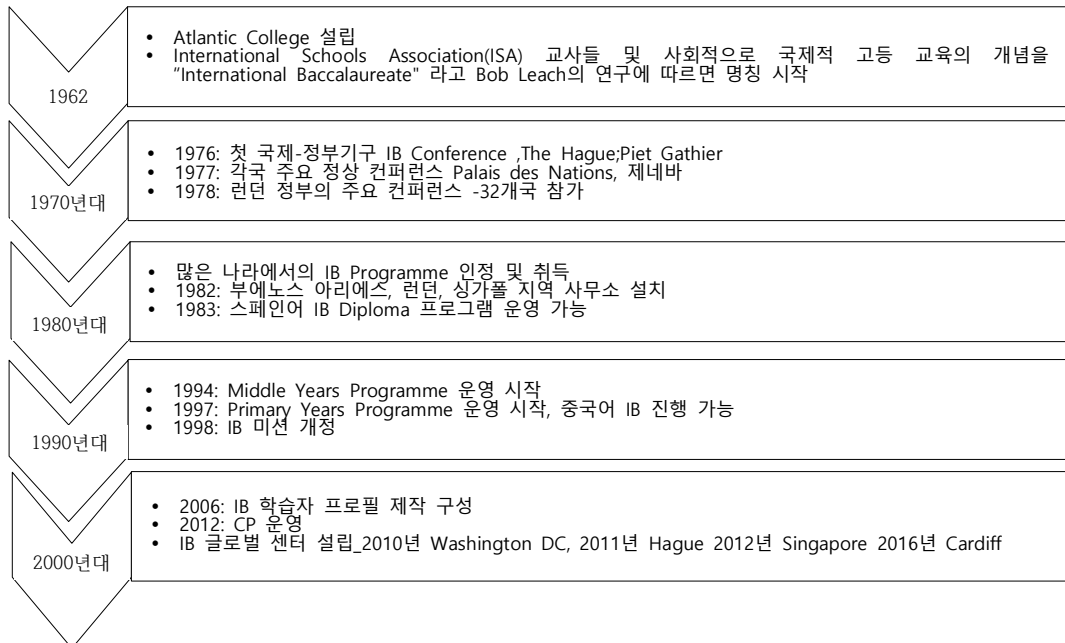 1962
• Atlantic College 설립
• International Schools Association(ISA) 교사들 및 사회적으로 국제적 고등 교육의 개념을
“International Baccalaureate" 라고 Bob Leach의 연구에 따르면 명칭 시작
1970년대
• 1976: 첫 국제-정부기구 IB Conference ,The Hague;Piet Gathier
• 1977: 각국 주요 정상 컨퍼런스 Palais des Nations, 제네바
• 1978: 런던 정부의 주요 컨퍼런스 -32개국 참가
1980년대
• 많은 나라에서의 IB Programme 인정 및 취득
• 1982: 부에노스 아리에스, 런던, 싱가폴 지역 사무소 설치
• 1983: 스페인어 IB Diploma 프로그램 운영 가능
1990년대
• 1994: Middle Years Programme 운영 시작
• 1997: Primary Years Programme 운영 시작, 중국어 IB 진행 가능
• 1998: IB 미션 개정
2000년대
• 2006: IB 학습자 프로필 제작 구성
• 2012: CP 운영
• IB 글로벌 센터 설립_2010년 Washington DC, 2011년 Hague 2012년 Singapore 2016년 Cardiff